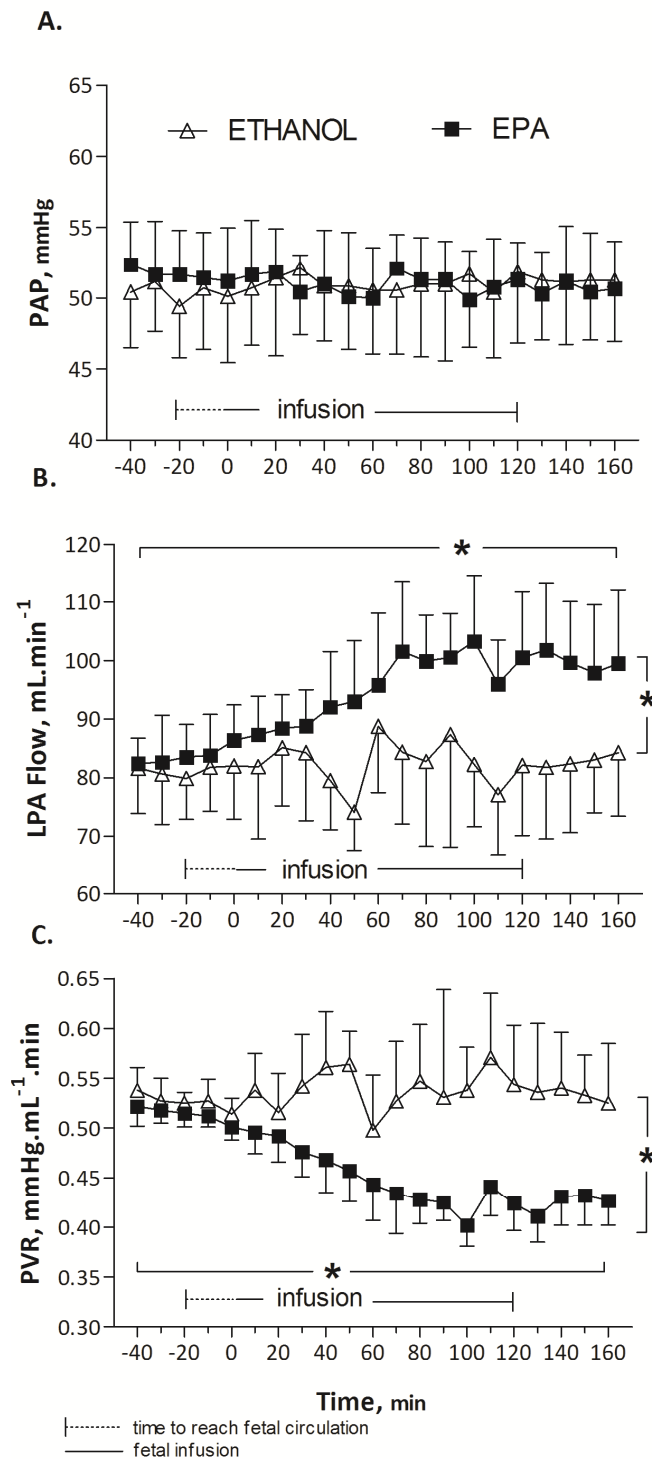 A.
65
60
55
50
45
40
PAP, mmHg
ETHANOL EPA
infusion
-40 -20 0 20 40 60 80 100 120 140 160
B.
120
110
100
90
80
70
60
LPA Flow, mL.min⁻¹
*
*
infusion
-40 -20 0 20 40 60 80 100 120 140 160
C.
0.65
0.60
0.55
0.50
0.45
0.40
0.35
0.30
PVR, mmHg.mL⁻¹.min
*
*
infusion
-40 -20 0 20 40 60 80 100 120 140 160
Time, min
time to reach fetal circulation
fetal infusion